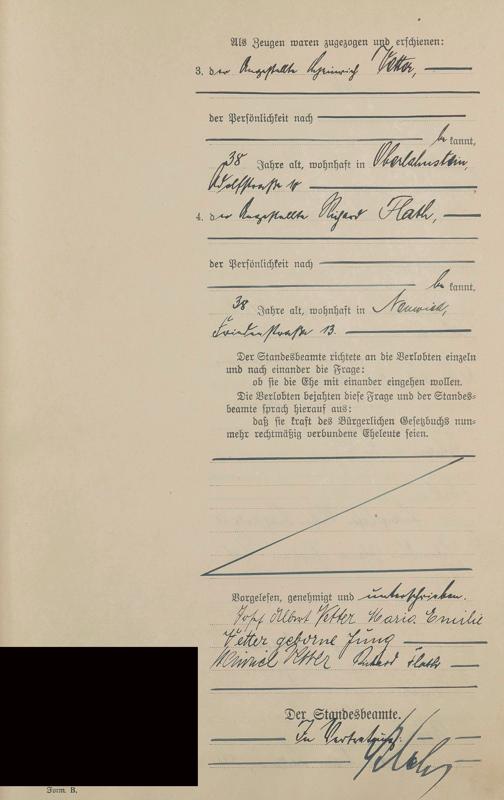 Als Zeugen waren zugezogen und erschienen:
3. der Angestellte Heinrich Vetter,
der Persönlichkeit nach
be kannt,
38 Jahre alt, wohnhaft in Oberlahnstein,
Adolfstraße
4. der Angestellte Richard Flath,
der Persönlichkeit nach
be kannt,
38 Jahre alt, wohnhaft in Neuwied,
Friedenstraße 13.
Der Standesbeamte richtete an die Verlobten einzeln
und nach einander die Frage:
ob sie die Ehe mit einander eingehen wollen.
Die Verlobten bejahten diese Frage und der Standes-
beamte sprach hierauf aus:
daß sie kraft des Bürgerlichen Gesetzbuchs nun-
mehr rechtmäßig verbundene Eheleute seien.
Vorgelesen, genehmigt und unterschrieben.
Albert Vetter Maria Emilie
Vetter geborne Jung
Heinrich Vetter Richard Flath
Der Standesbeamte.
In Vertretung:
Form. B.